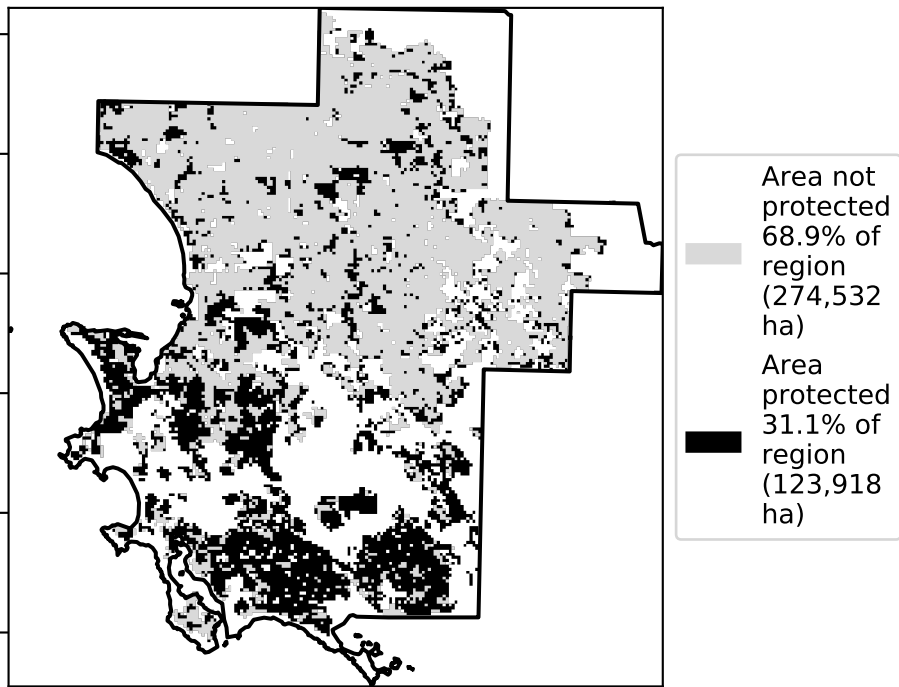 Area not
protected
68.9% of
region
(274,532
ha)
Area
protected
31.1% of
region
(123,918
ha)